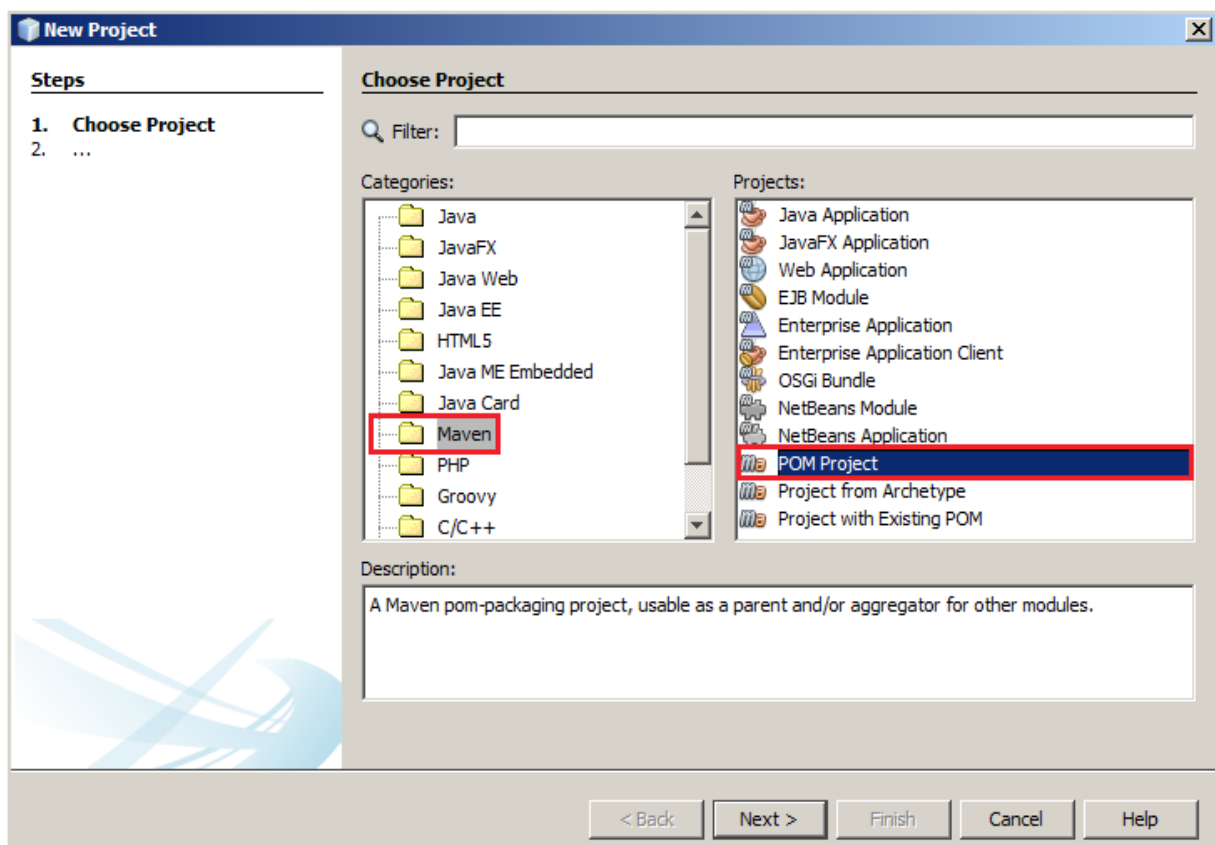 New Project
Steps
1. Choose Project
2. ...
Choose Project
Filter:
Categories:
Java
JavaFX
Java Web
Java EE
HTML5
Java ME Embedded
Java Card
Maven
PHP
Groovy
C/C++
Projects:
Java Application
JavaFX Application
Web Application
EJB Module
Enterprise Application
Enterprise Application Client
OSGi Bundle
NetBeans Module
NetBeans Application
POM Project
Project from Archetype
Project with Existing POM
Description:
A Maven pom-packaging project, usable as a parent and/or aggregator for other modules.
< Back Next > Finish Cancel Help